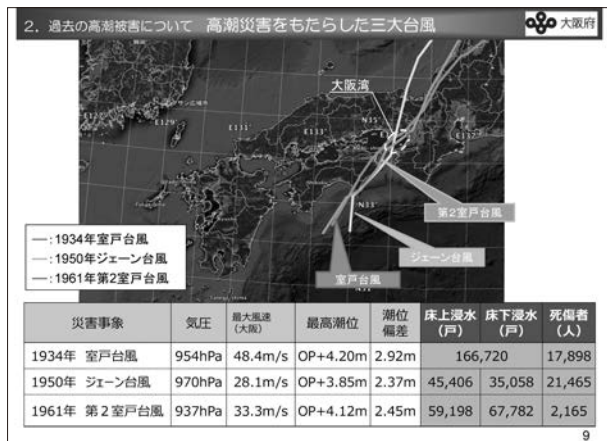 2．過去の高潮被害について 高潮災害をもたらした三大台風
大阪府
大阪湾
E129°
E131°
E133°
N35°
N33°
第2室戸台風
ジェーン台風
室戸台風
―：1934年室戸台風
―：1950年ジェーン台風
―：1961年第2室戸台風
災害事象 気圧 最大風速（大阪） 最高潮位 潮位偏差 床上浸水（戸） 床下浸水（戸） 死傷者（人）
1934年 室戸台風 954hPa 48.4m/s OP+4.20m 2.92m 166,720 17,898
1950年 ジェーン台風 970hPa 28.1m/s OP+3.85m 2.37m 45,406 35,058 21,465
1961年 第２室戸台風 937hPa 33.3m/s OP+4.12m 2.45m 59,198 67,782 2,165
9